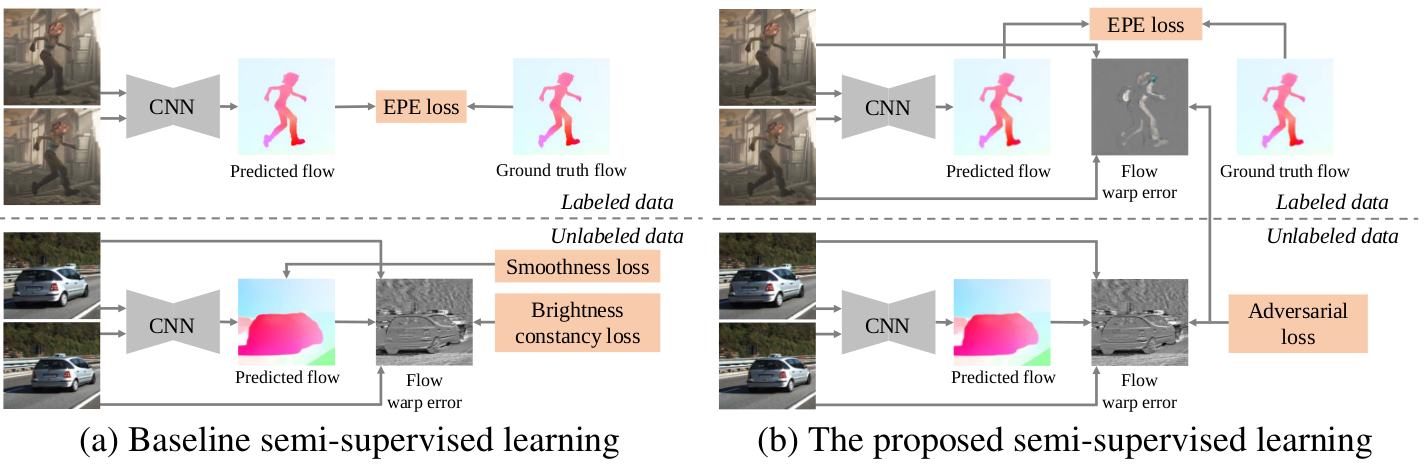 CNN
EPE loss
Predicted flow
Ground truth flow
Labeled data
Unlabeled data
Smoothness loss
CNN
Brightness
constancy loss
Predicted flow
Flow
warp error
(a) Baseline semi-supervised learning
EPE loss
CNN
Predicted flow
Flow
warp error
Ground truth flow
Labeled data
Unlabeled data
CNN
Adversarial
loss
Predicted flow
Flow
warp error
(b) The proposed semi-supervised learning